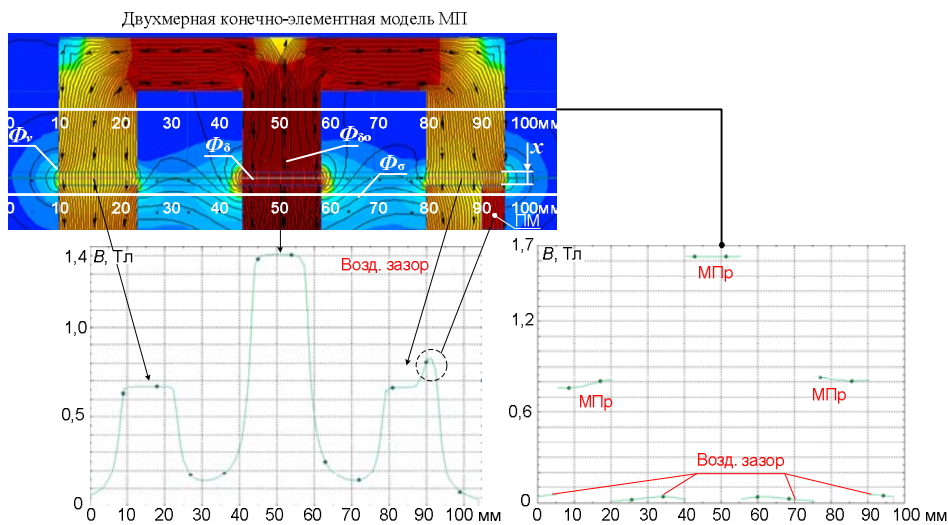 Двухмерная конечно-элементная модель МП
0 10 20 30 40 50 60 70 80 90 100мм
Φv Φδ Φδo Φσ x
0 10 20 30 40 50 60 70 80 90 100мм
ПМ
B, Тл
Возд. зазор
1,4
1,0
0,5
0
0 10 20 30 40 50 60 70 80 90 100 мм
1,7
B, Тл
МПр
1,2
МПр
МПр
0,6
Возд. зазор
0
0 10 20 30 40 50 60 70 80 90 100 мм